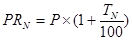 PR_N = P×(1+T_N/100)